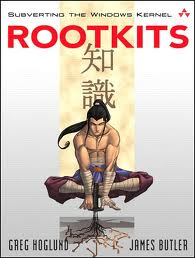 SUBVERTING THE WINDOWS KERNEL
ROOTKITS
知
識
GREG HOGLUND
JAMES BUTLER